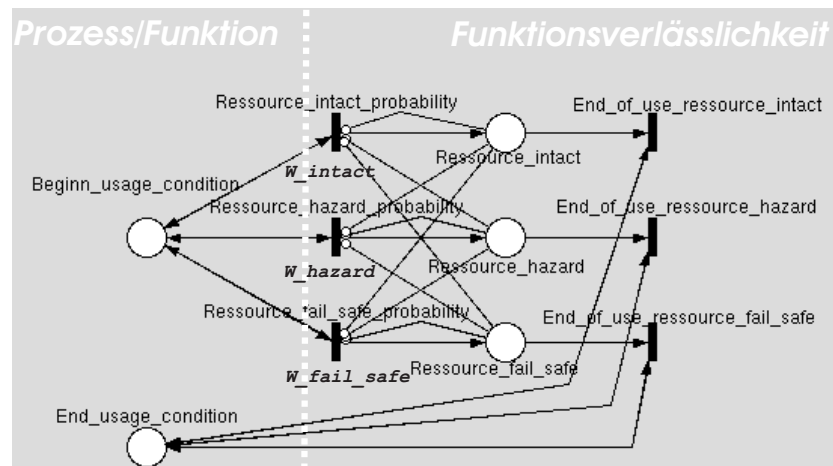 Prozess/Funktion
Funktionsverlässlichkeit
Ressource_intact_probability
End_of_use_ressource_intact
Ressource_intact
W_intact
Beginn_usage_condition
Ressource_hazard_probability
End_of_use_ressource_hazard
Ressource_hazard
W_hazard
Ressource_fail_safe_probability
End_of_use_ressource_fail_safe
Ressource_fail_safe
W_fail_safe
End_usage_condition